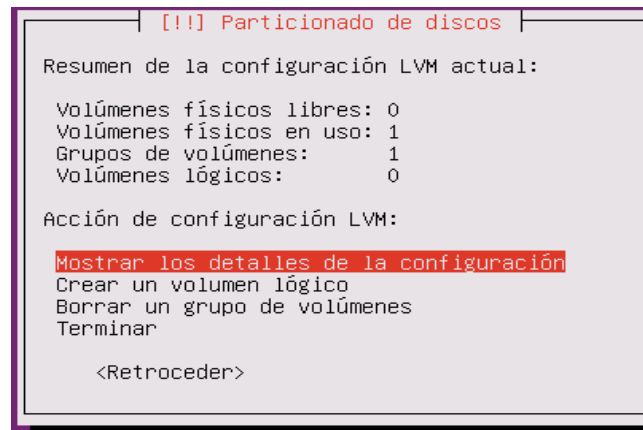 [!!] Particionado de discos
Resumen de la configuración LVM actual:
Volúmenes físicos libres: 0
Volúmenes físicos en uso: 1
Grupos de volúmenes: 1
Volúmenes lógicos: 0
Acción de configuración LVM:
Mostrar los detalles de la configuración
Crear un volumen lógico
Borrar un grupo de volúmenes
Terminar
<Retroceder>